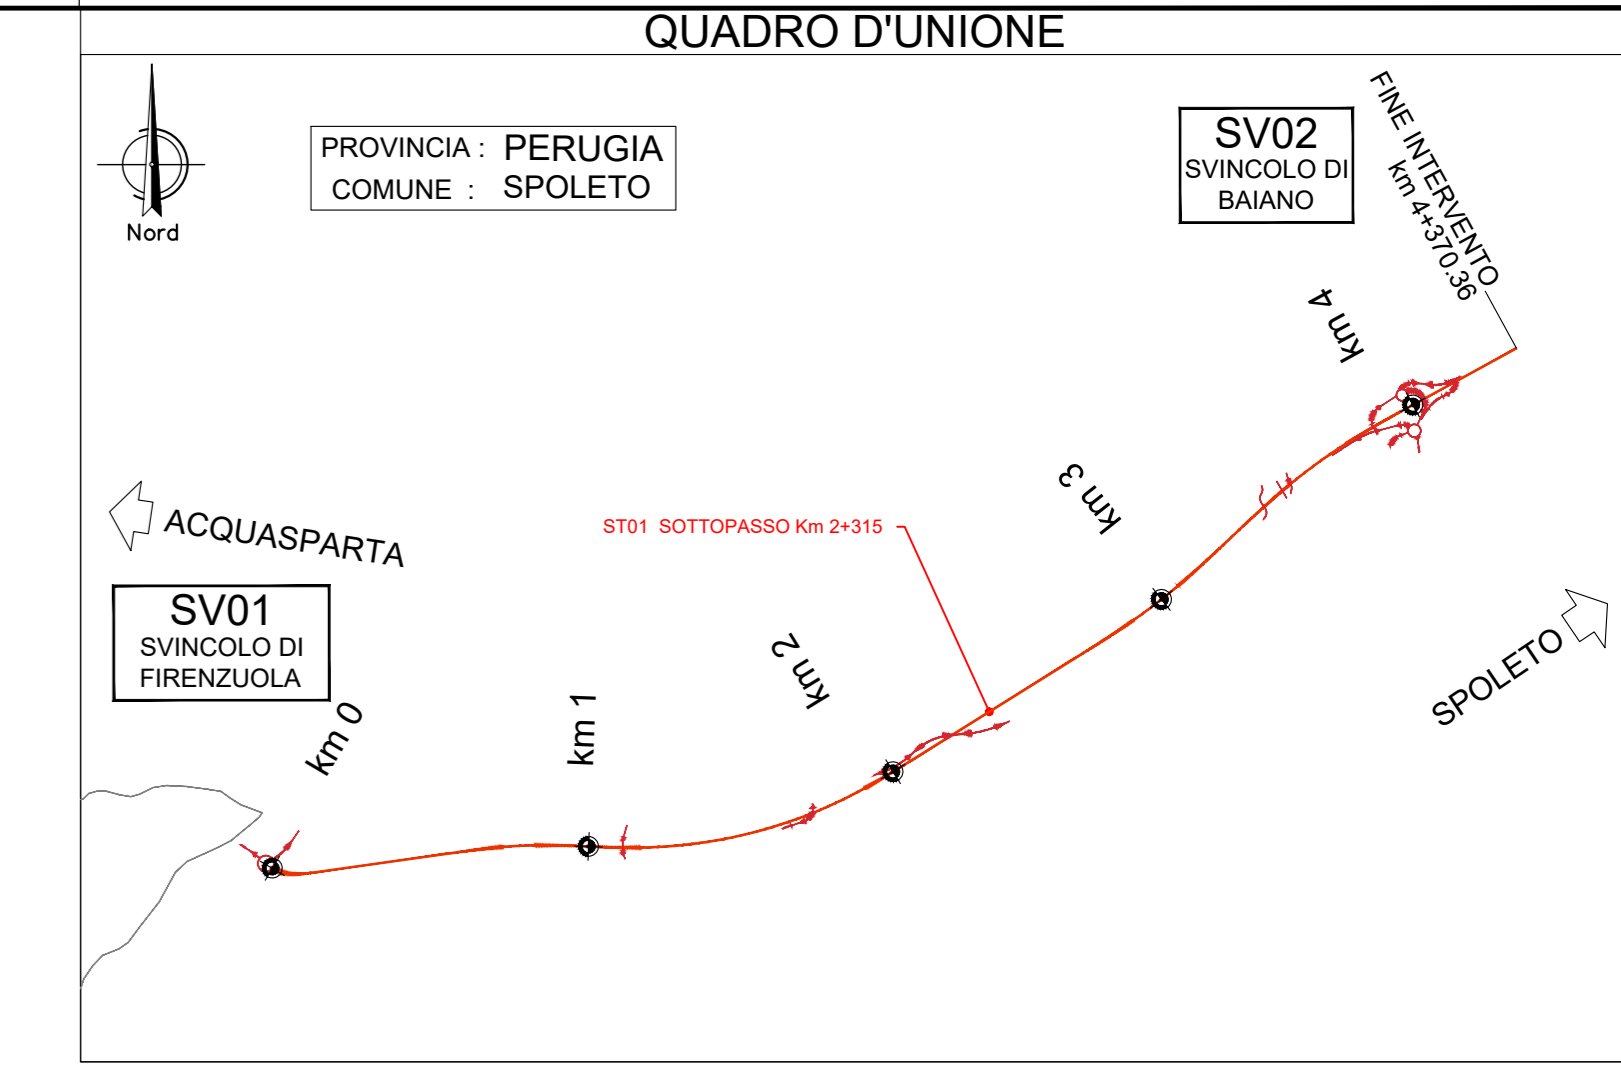 QUADRO D'UNIONE
Nord
PROVINCIA : PERUGIA
COMUNE : SPOLETO
SV02
SVINCOLO DI
BAIANO
FINE INTERVENTO
km 4+370.36
km 4
km 3
ACQUASPARTA
ST01 SOTTOPASSO Km 2+315
SV01
SVINCOLO DI
FIRENZUOLA
SPOLETO
km 2
km 1
km 0